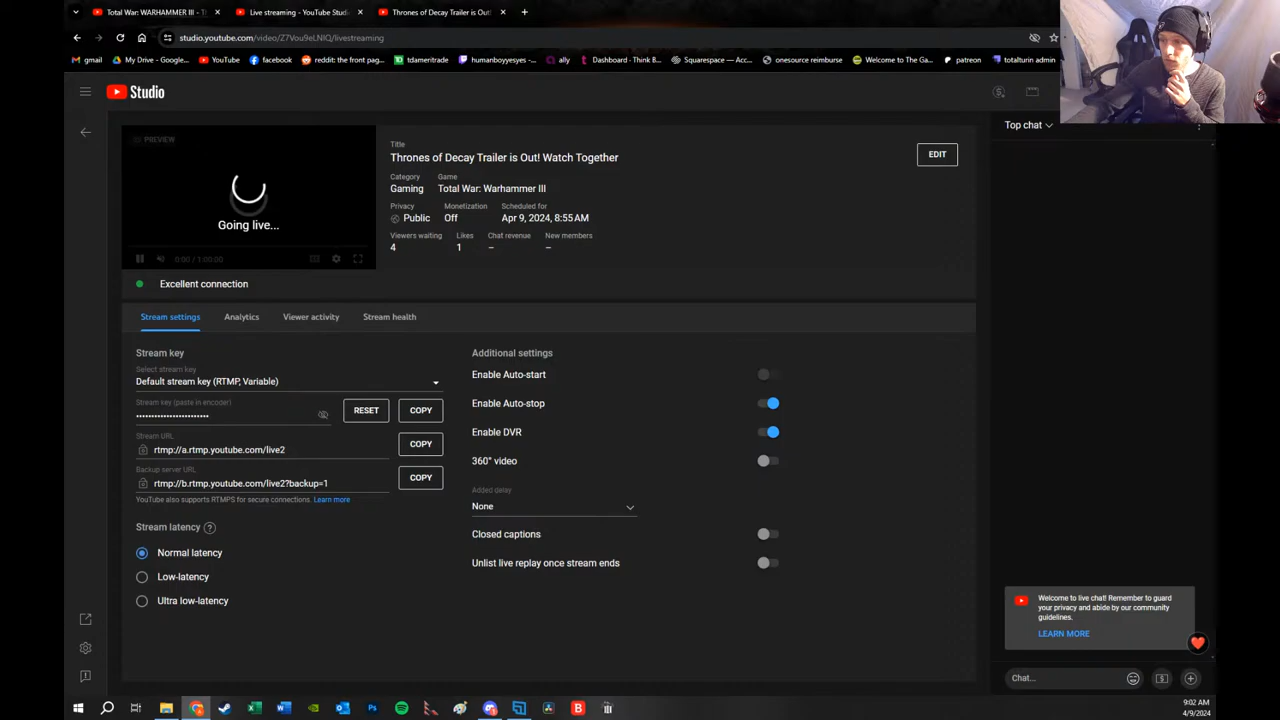 Total War: WARHAMMER III - T
Live streaming - YouTube Studio
Thrones of Decay Trailer is Out!
studio.youtube.com/video/Z7Vou9eLNIQ/livestreaming
gmail
My Drive - Google...
YouTube
facebook
reddit: the front pag...
tdameritrade
humanboyeyes - ...
ally
Dashboard - Think B...
Squarespace — Acc...
onesource reimburse
Welcome to The Ga...
patreon
totalturin admin
Studio
PREVIEW
Going live...
0:00 / 1:00:00
Title
Thrones of Decay Trailer is Out! Watch Together
EDIT
Category Game
Gaming Total War: Warhammer III
Privacy Monetization Scheduled for
Public Off Apr 9, 2024, 8:55 AM
Viewers waiting Likes Chat revenue New members
4 1 – –
Top chat
Excellent connection
Stream settings Analytics Viewer activity Stream health
Stream key
Select stream key
Default stream key (RTMP, Variable)
Stream key (paste in encoder)
••••••••••••••••••••••••
RESET COPY
Stream URL
rtmp://a.rtmp.youtube.com/live2
COPY
Backup server URL
rtmp://b.rtmp.youtube.com/live2?backup=1
COPY
YouTube also supports RTMPS for secure connections. Learn more
Stream latency ?
Normal latency
Low-latency
Ultra low-latency
Additional settings
Enable Auto-start
Enable Auto-stop
Enable DVR
360° video
Added delay
None
Closed captions
Unlist live replay once stream ends
Welcome to live chat! Remember to guard
your privacy and abide by our community
guidelines.
LEARN MORE
Chat...
9:02 AM
4/9/2024